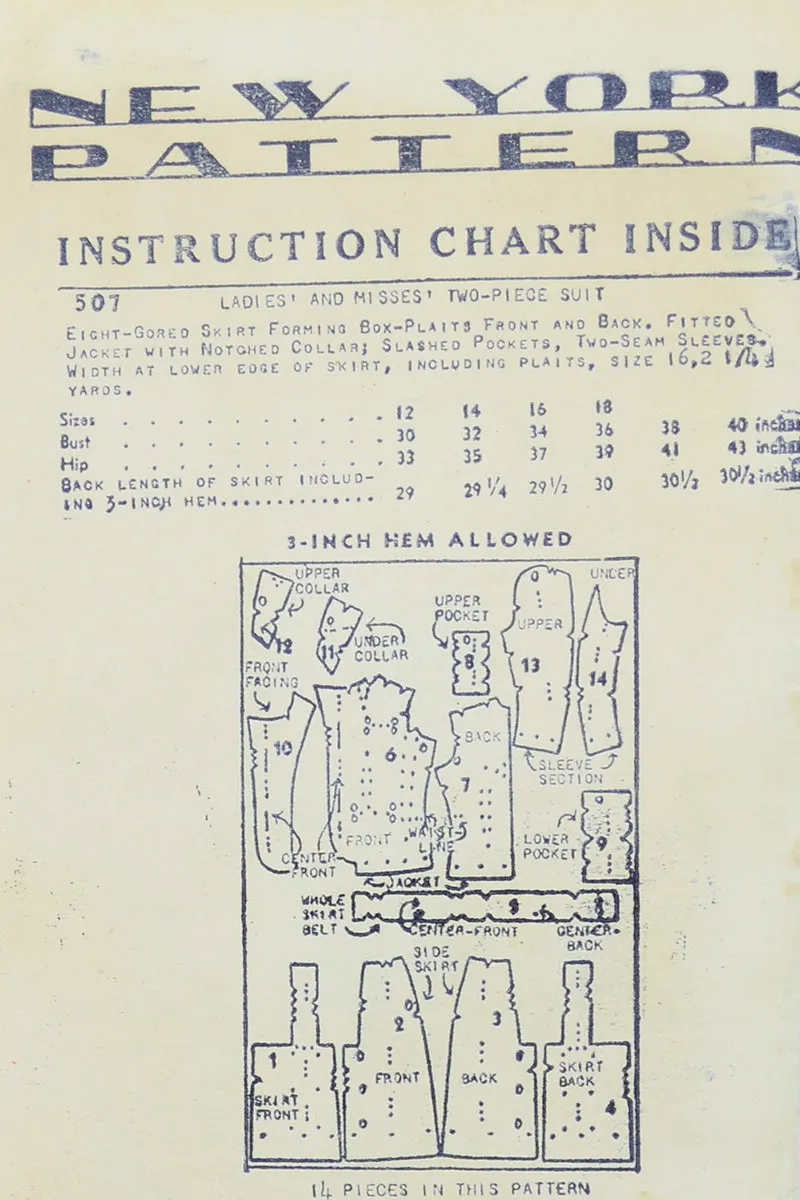 NEW YORK
PATTERN
INSTRUCTION CHART INSIDE
507 LADIES' AND MISSES' TWO-PIECE SUIT
EIGHT-GORED SKIRT FORMING BOX-PLAITS FRONT AND BACK. FITTED
JACKET WITH NOTCHED COLLAR; SLASHED POCKETS, TWO-SEAM SLEEVES.
WIDTH AT LOWER EDGE OF SKIRT, INCLUDING PLAITS, SIZE 16, 2 1/4
YARDS.
Sizes . . . . . . . . . . 12 14 16 18
Bust . . . . . . . . . . 30 32 34 36 38 40 inches
Hip . . . . . . . . . . 33 35 37 39 41 43 inches
BACK LENGTH OF SKIRT INCLUD-
ING 3-INCH HEM.............. 29 29 1/4 29 1/2 30 30 1/2 30 1/2 inches
3-INCH HEM ALLOWED
UPPER
COLLAR
12
UNDER
COLLAR
11
UPPER
POCKET
8
UPPER
13
UNDER
14
SLEEVE
SECTION
FRONT
FACING
10
6
FRONT
CENTER-
FRONT
WAIST-
LINE
BACK
7
LOWER
POCKET
9
JACKET
WHOLE
SKIRT
BELT
5
CENTER-FRONT
CENTER-
BACK
SIDE
SKIRT
1
SKIRT
FRONT
2
FRONT
3
BACK
SKIRT
BACK
4
14 PIECES IN THIS PATTERN